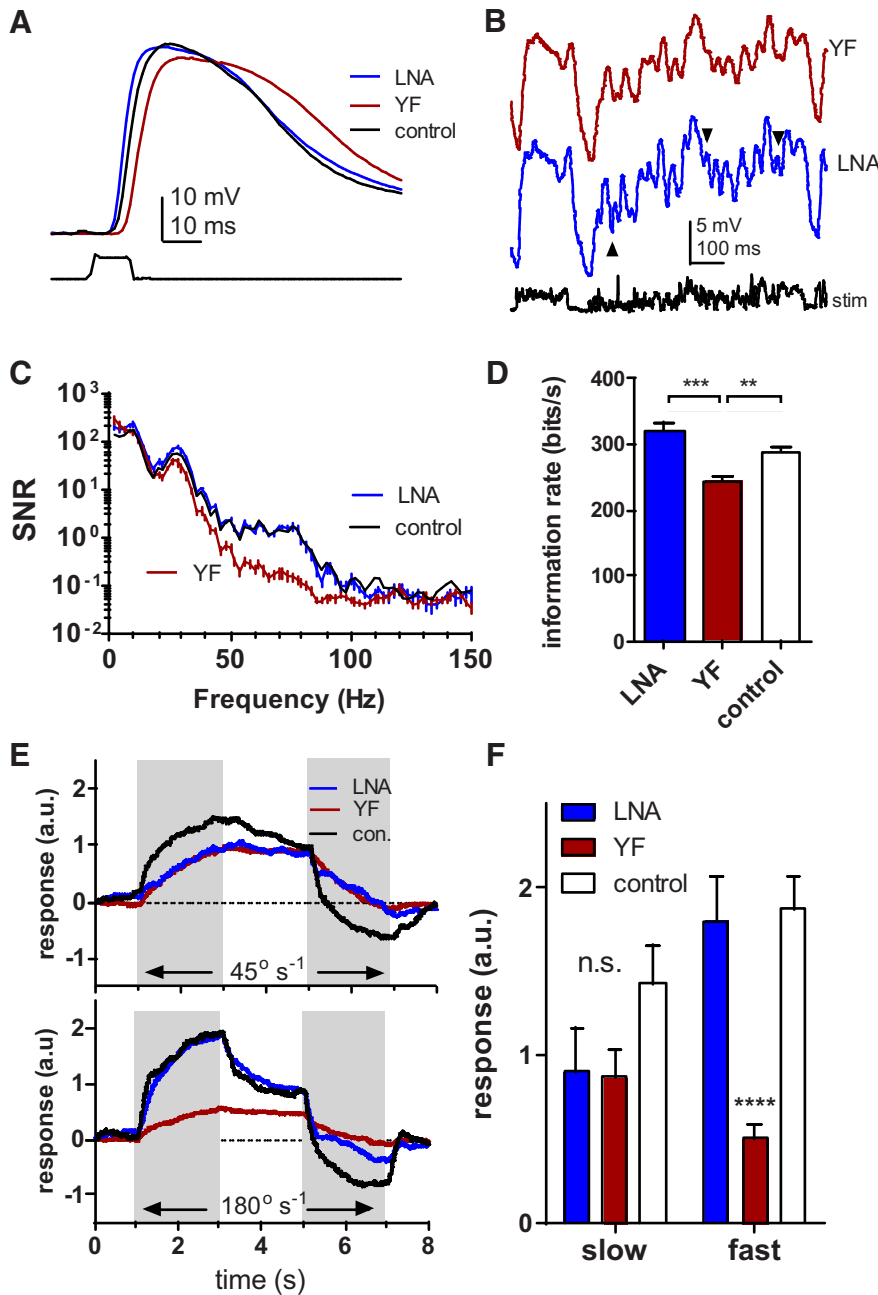 A
LNA
YF
control
10 mV
10 ms
B
YF
LNA
5 mV
100 ms
stim
C
SNR
10³
10²
10¹
10⁰
10⁻¹
10⁻²
LNA
control
YF
0 50 100 150
Frequency (Hz)
D
information rate (bits/s)
400
300
200
100
0
*** **
LNA YF control
E
response (a.u.)
2
1
0
-1
LNA
YF
con.
45° s⁻¹
response (a.u)
2
1
0
-1
180° s⁻¹
0 2 4 6 8
time (s)
F
response (a.u.)
2
1
0
LNA
YF
control
n.s.
****
slow fast